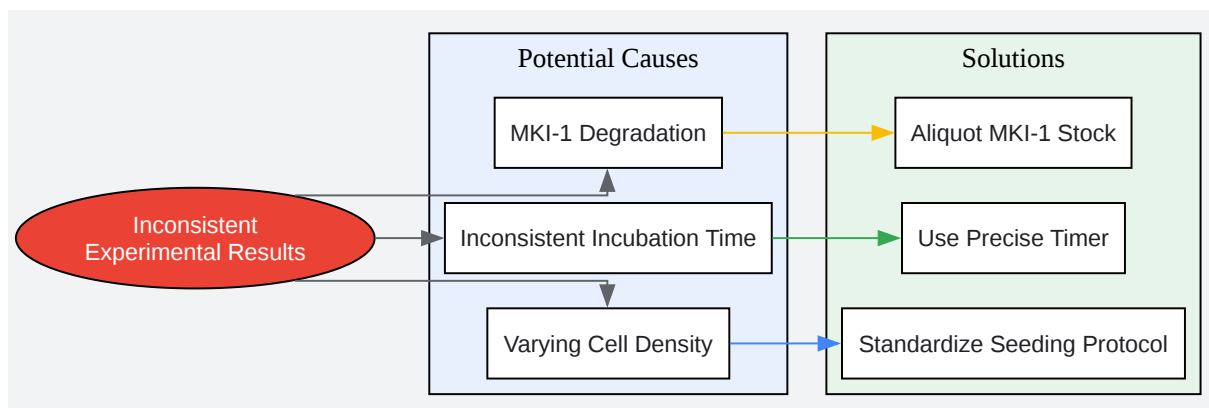 Potential Causes
Solutions
MKI-1 Degradation
Aliquot MKI-1 Stock
Inconsistent
Experimental Results
Inconsistent Incubation Time
Use Precise Timer
Varying Cell Density
Standardize Seeding Protocol